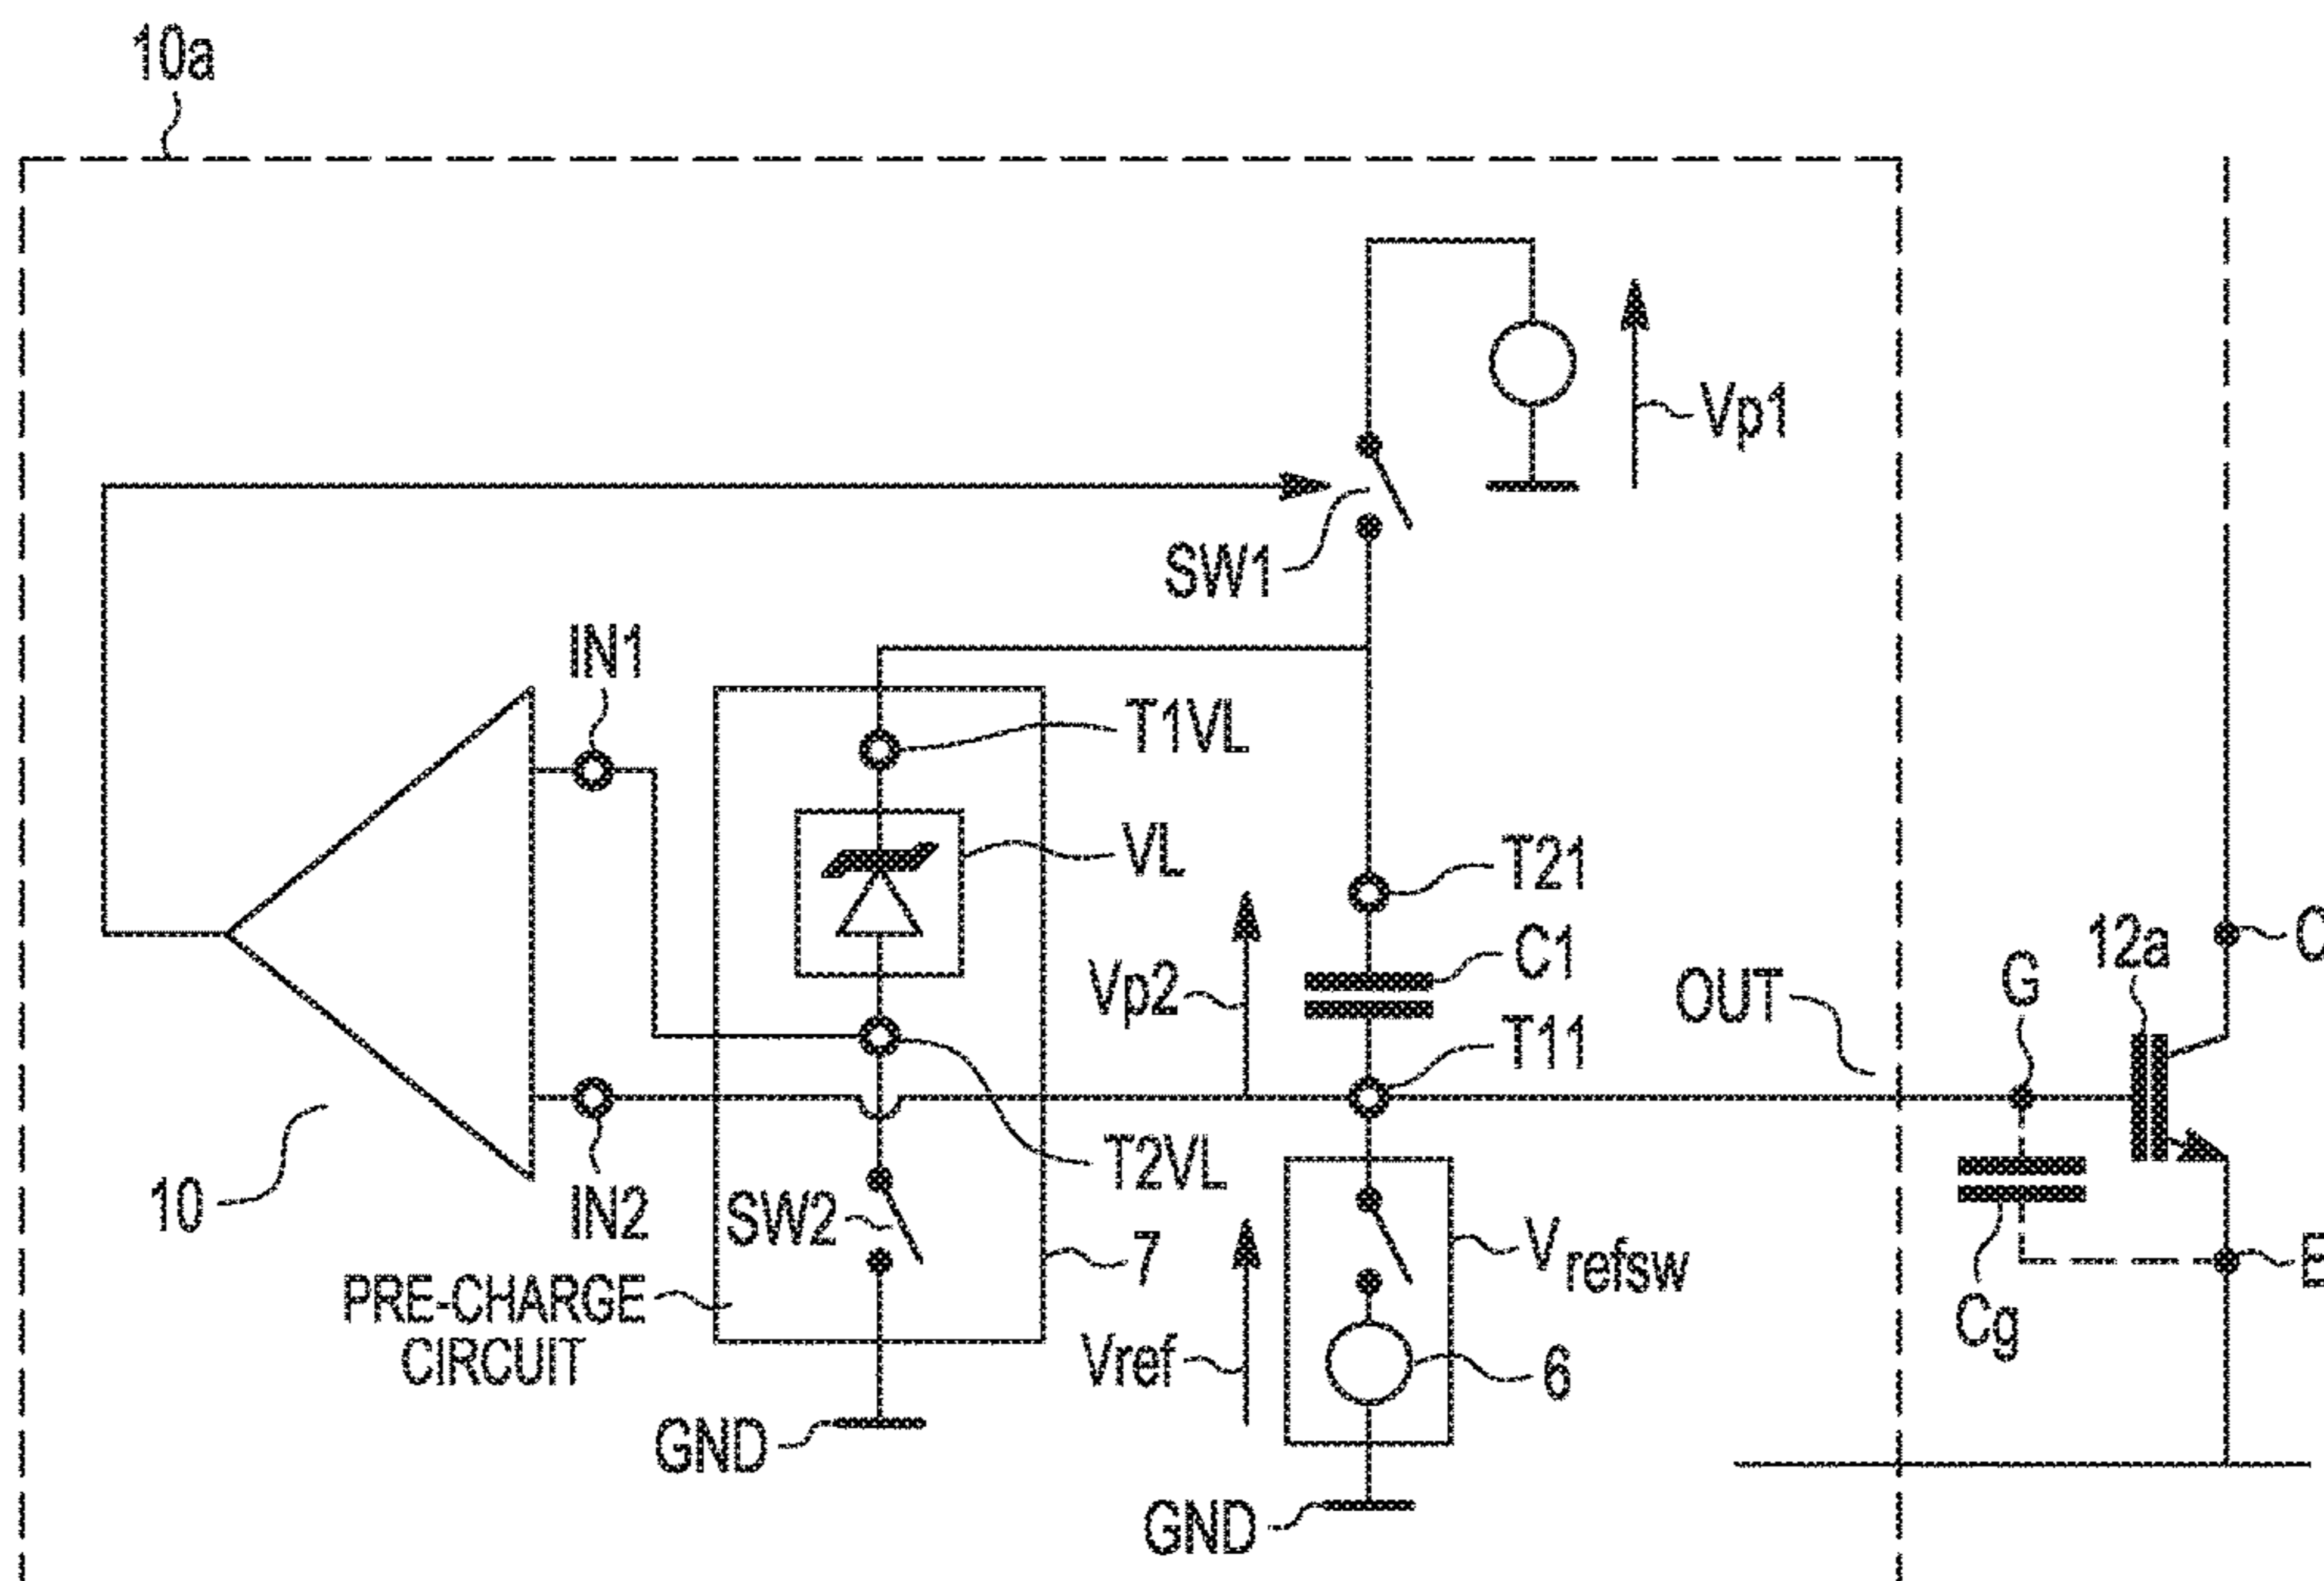 10a
Vp1
SW1
IN1
T1VL
VL
T21
C1
Vp2
T11
OUT
G
12a
C
10
IN2
T2VL
SW2
7
PRE-CHARGE
CIRCUIT
Vref
Vrefsw
6
Cg
E
GND
GND